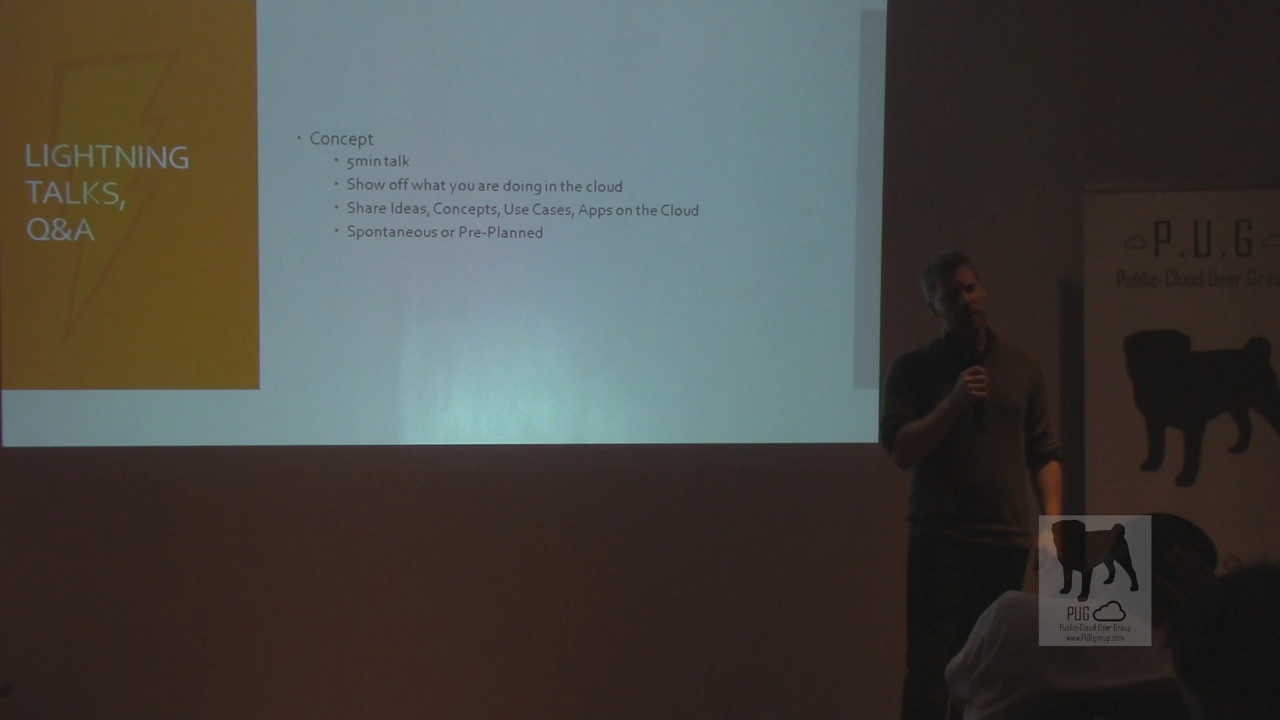 LIGHTNING
TALKS,
Q&A
• Concept
• 5min talk
• Show off what you are doing in the cloud
• Share Ideas, Concepts, Use Cases, Apps on the Cloud
• Spontaneous or Pre-Planned
P.U.G
Public-Cloud User Grou
PUG
Public-Cloud User Group
www.PUGgroup.com